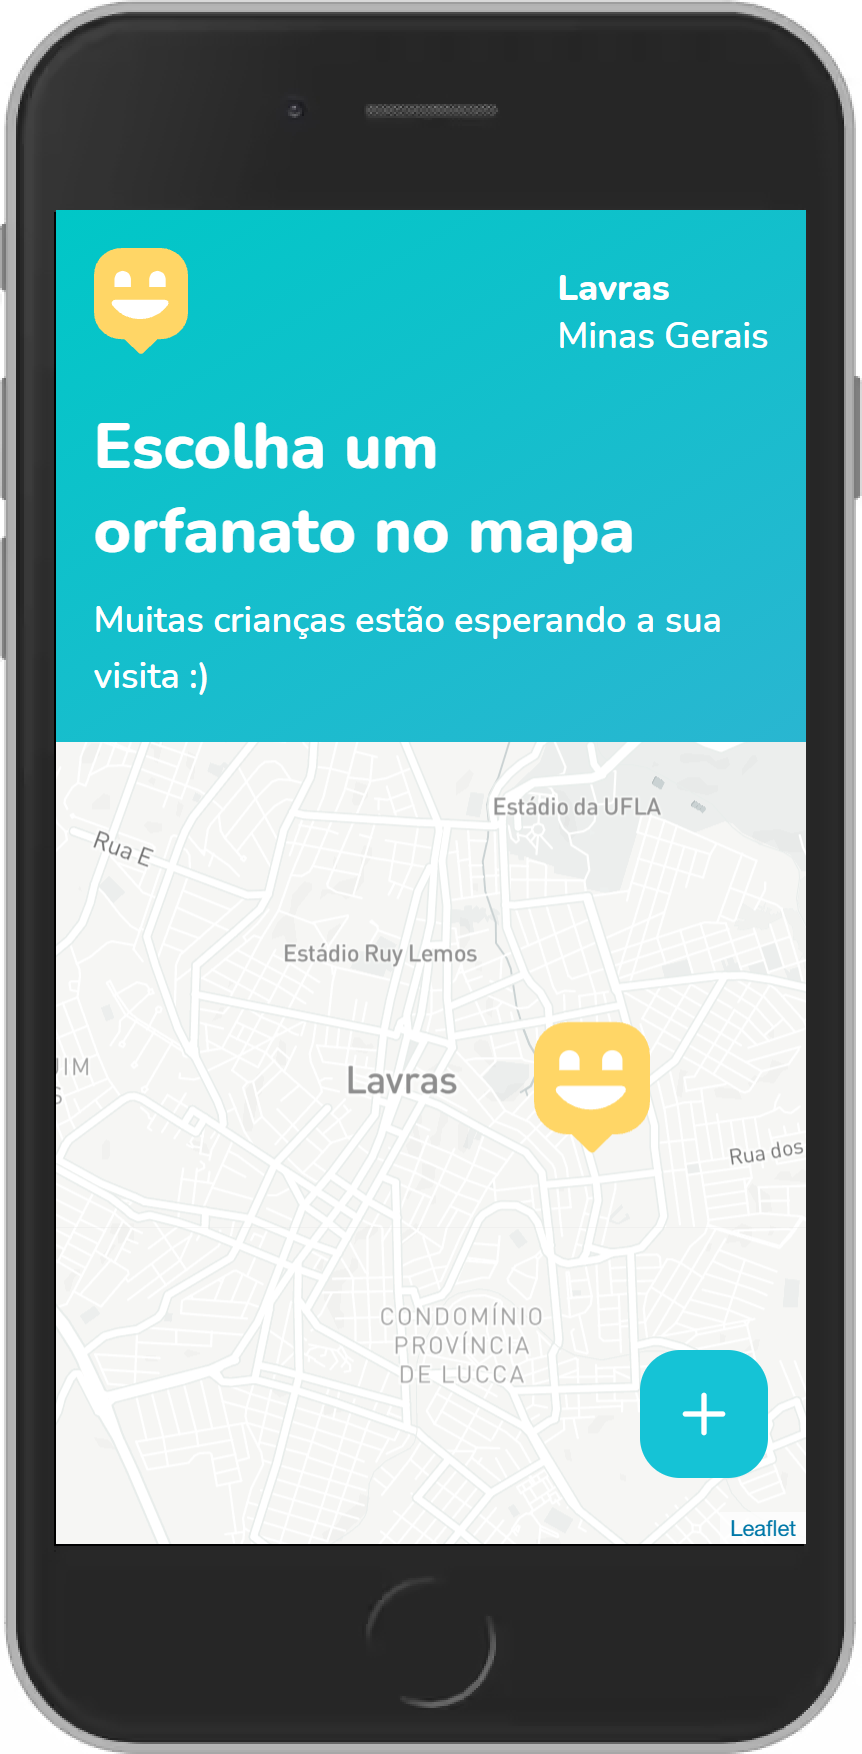 Lavras
Minas Gerais
Escolha um
orfanato no mapa
Muitas crianças estão esperando a sua
visita :)
Estádio da UFLA
Rua E
Estádio Ruy Lemos
Lavras
Rua dos
CONDOMÍNIO
PROVÍNCIA
DE LUCCA
Leaflet